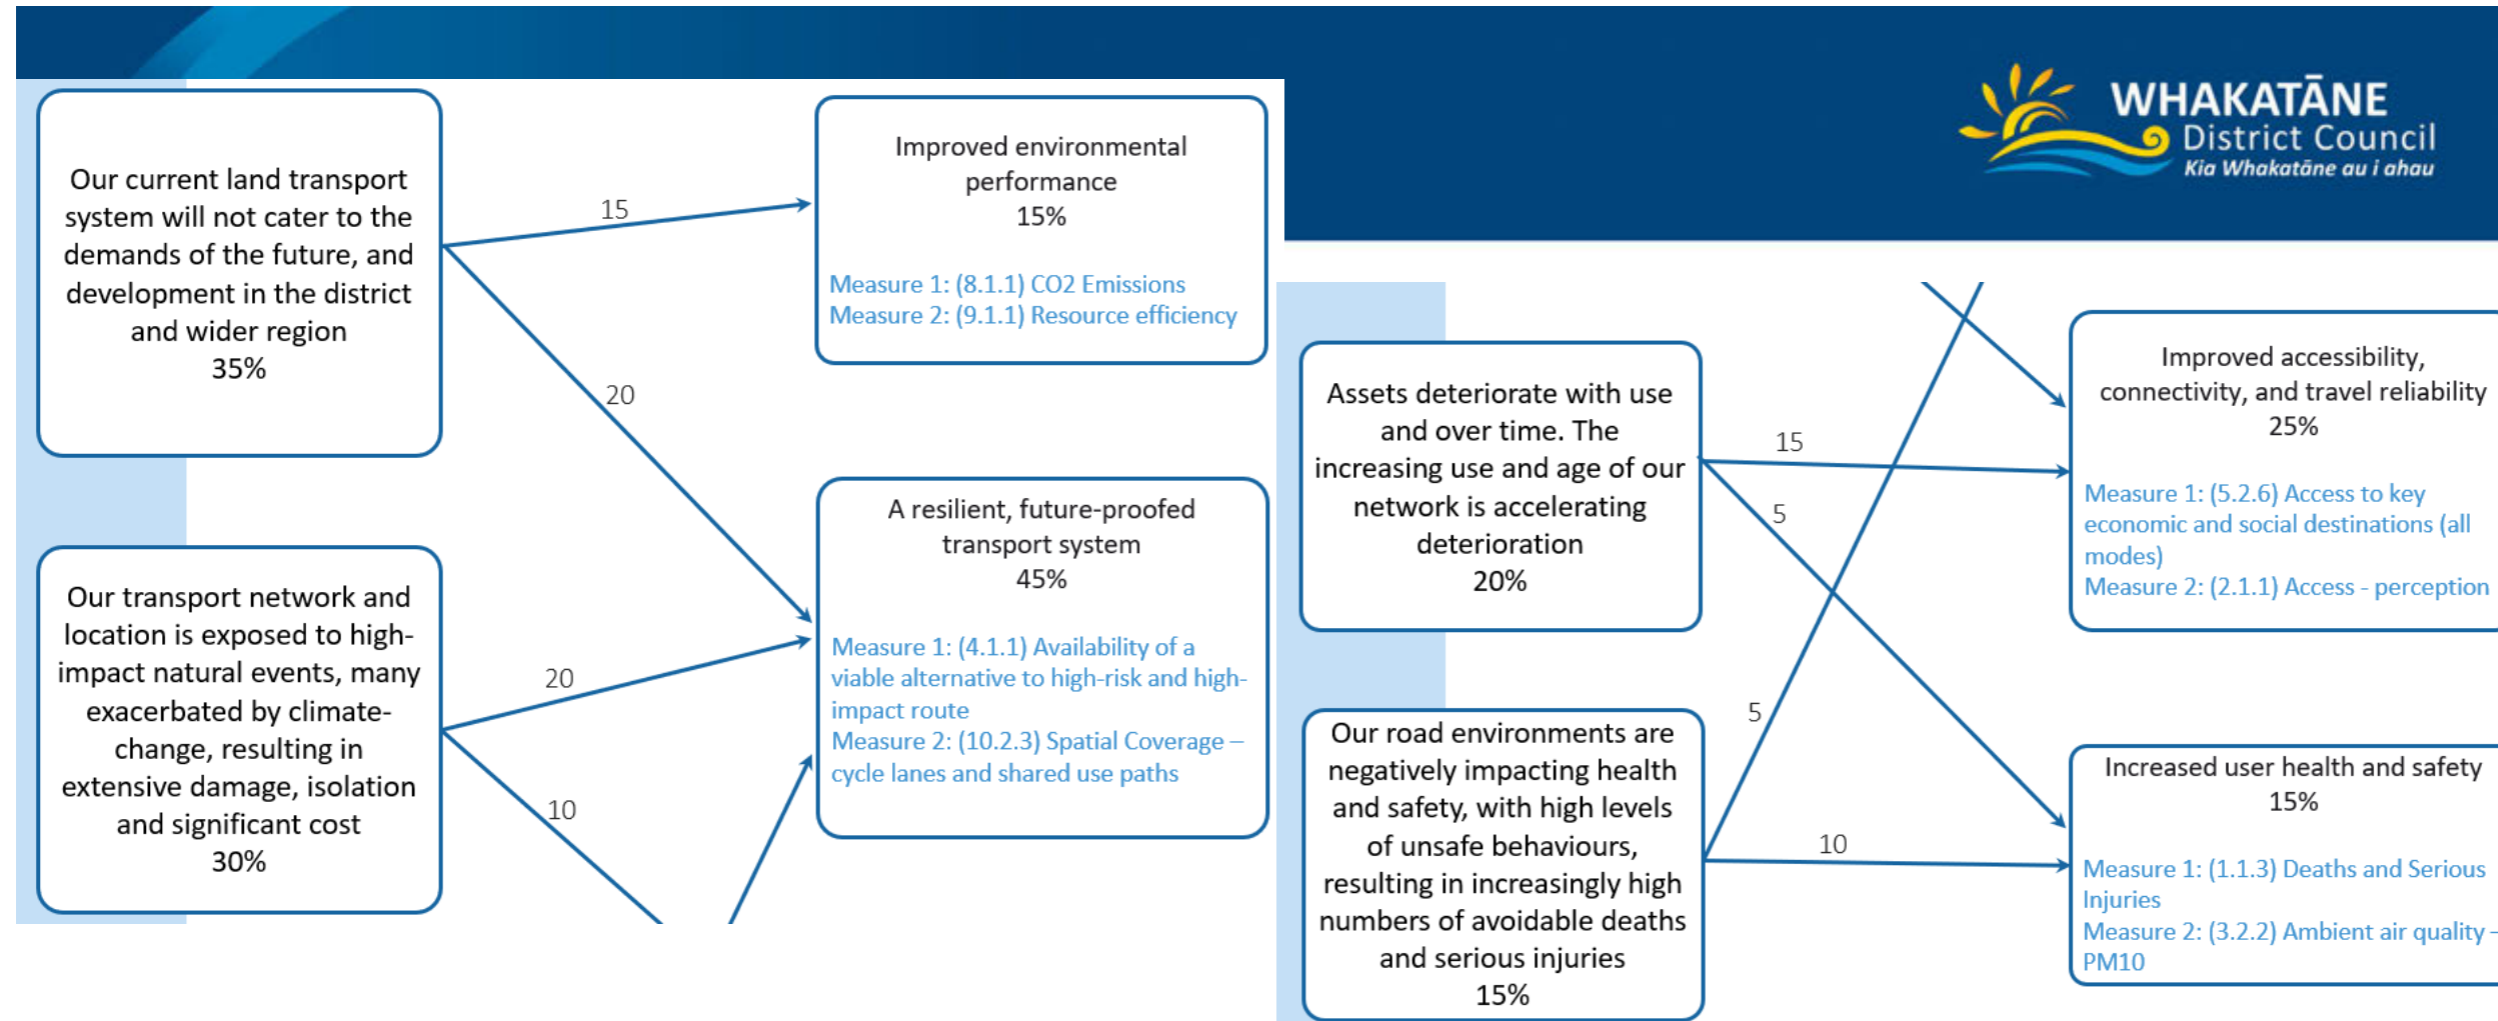 WHAKATĀNE
District Council
Kia Whakatāne au i ahau
Our current land transport
system will not cater to the
demands of the future, and
development in the district
and wider region
35%
15
20
Improved environmental
performance
15%
Measure 1: (8.1.1) CO2 Emissions
Measure 2: (9.1.1) Resource efficiency
Our transport network and
location is exposed to high-
impact natural events, many
exacerbated by climate-
change, resulting in
extensive damage, isolation
and significant cost
30%
20
10
A resilient, future-proofed
transport system
45%
Measure 1: (4.1.1) Availability of a
viable alternative to high-risk and high-
impact route
Measure 2: (10.2.3) Spatial Coverage –
cycle lanes and shared use paths
Assets deteriorate with use
and over time. The
increasing use and age of our
network is accelerating
deterioration
20%
15
5
Improved accessibility,
connectivity, and travel reliability
25%
Measure 1: (5.2.6) Access to key
economic and social destinations (all
modes)
Measure 2: (2.1.1) Access - perception
Our road environments are
negatively impacting health
and safety, with high levels
of unsafe behaviours,
resulting in increasingly high
numbers of avoidable deaths
and serious injuries
15%
5
10
Increased user health and safety
15%
Measure 1: (1.1.3) Deaths and Serious
Injuries
Measure 2: (3.2.2) Ambient air quality -
PM10